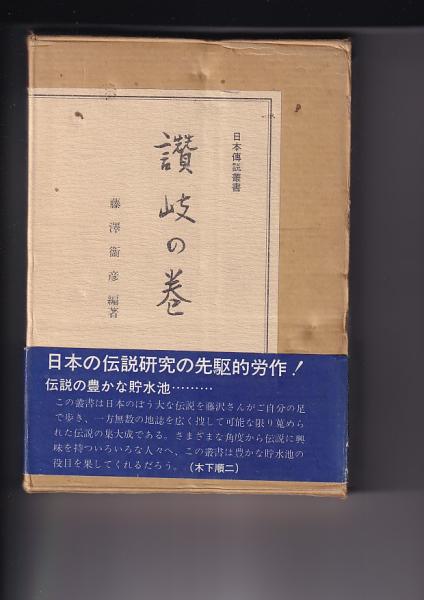 日本傳説叢書
讃岐の巻
藤澤衞彦編著
日本の伝説研究の先駆的労作!
伝説の豊かな貯水池………
この叢書は日本のぼう大な伝説を藤沢さんがご自分の足
で歩き、一方無数の地誌を広く捜して可能な限り蒐めら
れた伝説の集大成である。さまざまな角度から伝説に興
味を持ついろいろな人々へ、この叢書は豊かな貯水池の
役目を果してくれるだろう。(木下順二)